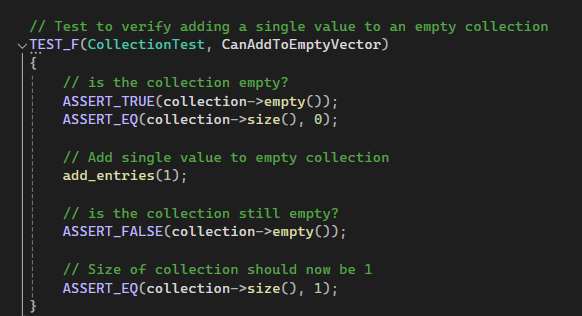 // Test to verify adding a single value to an empty collection
TEST_F(CollectionTest, CanAddToEmptyVector)
{
// is the collection empty?
ASSERT_TRUE(collection->empty());
ASSERT_EQ(collection->size(), 0);
// Add single value to empty collection
add_entries(1);
// is the collection still empty?
ASSERT_FALSE(collection->empty());
// Size of collection should now be 1
ASSERT_EQ(collection->size(), 1);
}